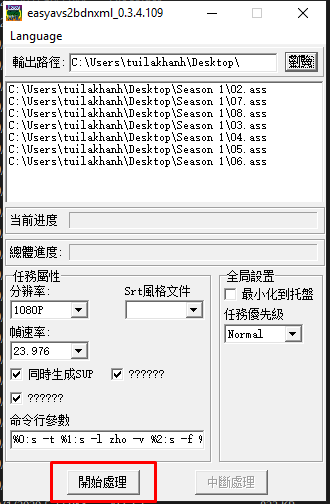 easyavs2bdnxml_0.3.4.109
Language
輸出路徑: C:\Users\tuilakhanh\Desktop\ 瀏覽
C:\Users\tuilakhanh\Desktop\Season 1\02.ass
C:\Users\tuilakhanh\Desktop\Season 1\07.ass
C:\Users\tuilakhanh\Desktop\Season 1\08.ass
C:\Users\tuilakhanh\Desktop\Season 1\03.ass
C:\Users\tuilakhanh\Desktop\Season 1\04.ass
C:\Users\tuilakhanh\Desktop\Season 1\05.ass
C:\Users\tuilakhanh\Desktop\Season 1\06.ass
当前进度
總體進度:
任務屬性
分辨率: Srt風格文件
1080P
幀速率:
23.976
同時生成SUP ??????
??????
命令行參數
%0:s -t %1:s -l zho -v %2:s -f %
全局設置
最小化到托盤
任務優先級
Normal
開始處理 中斷處理